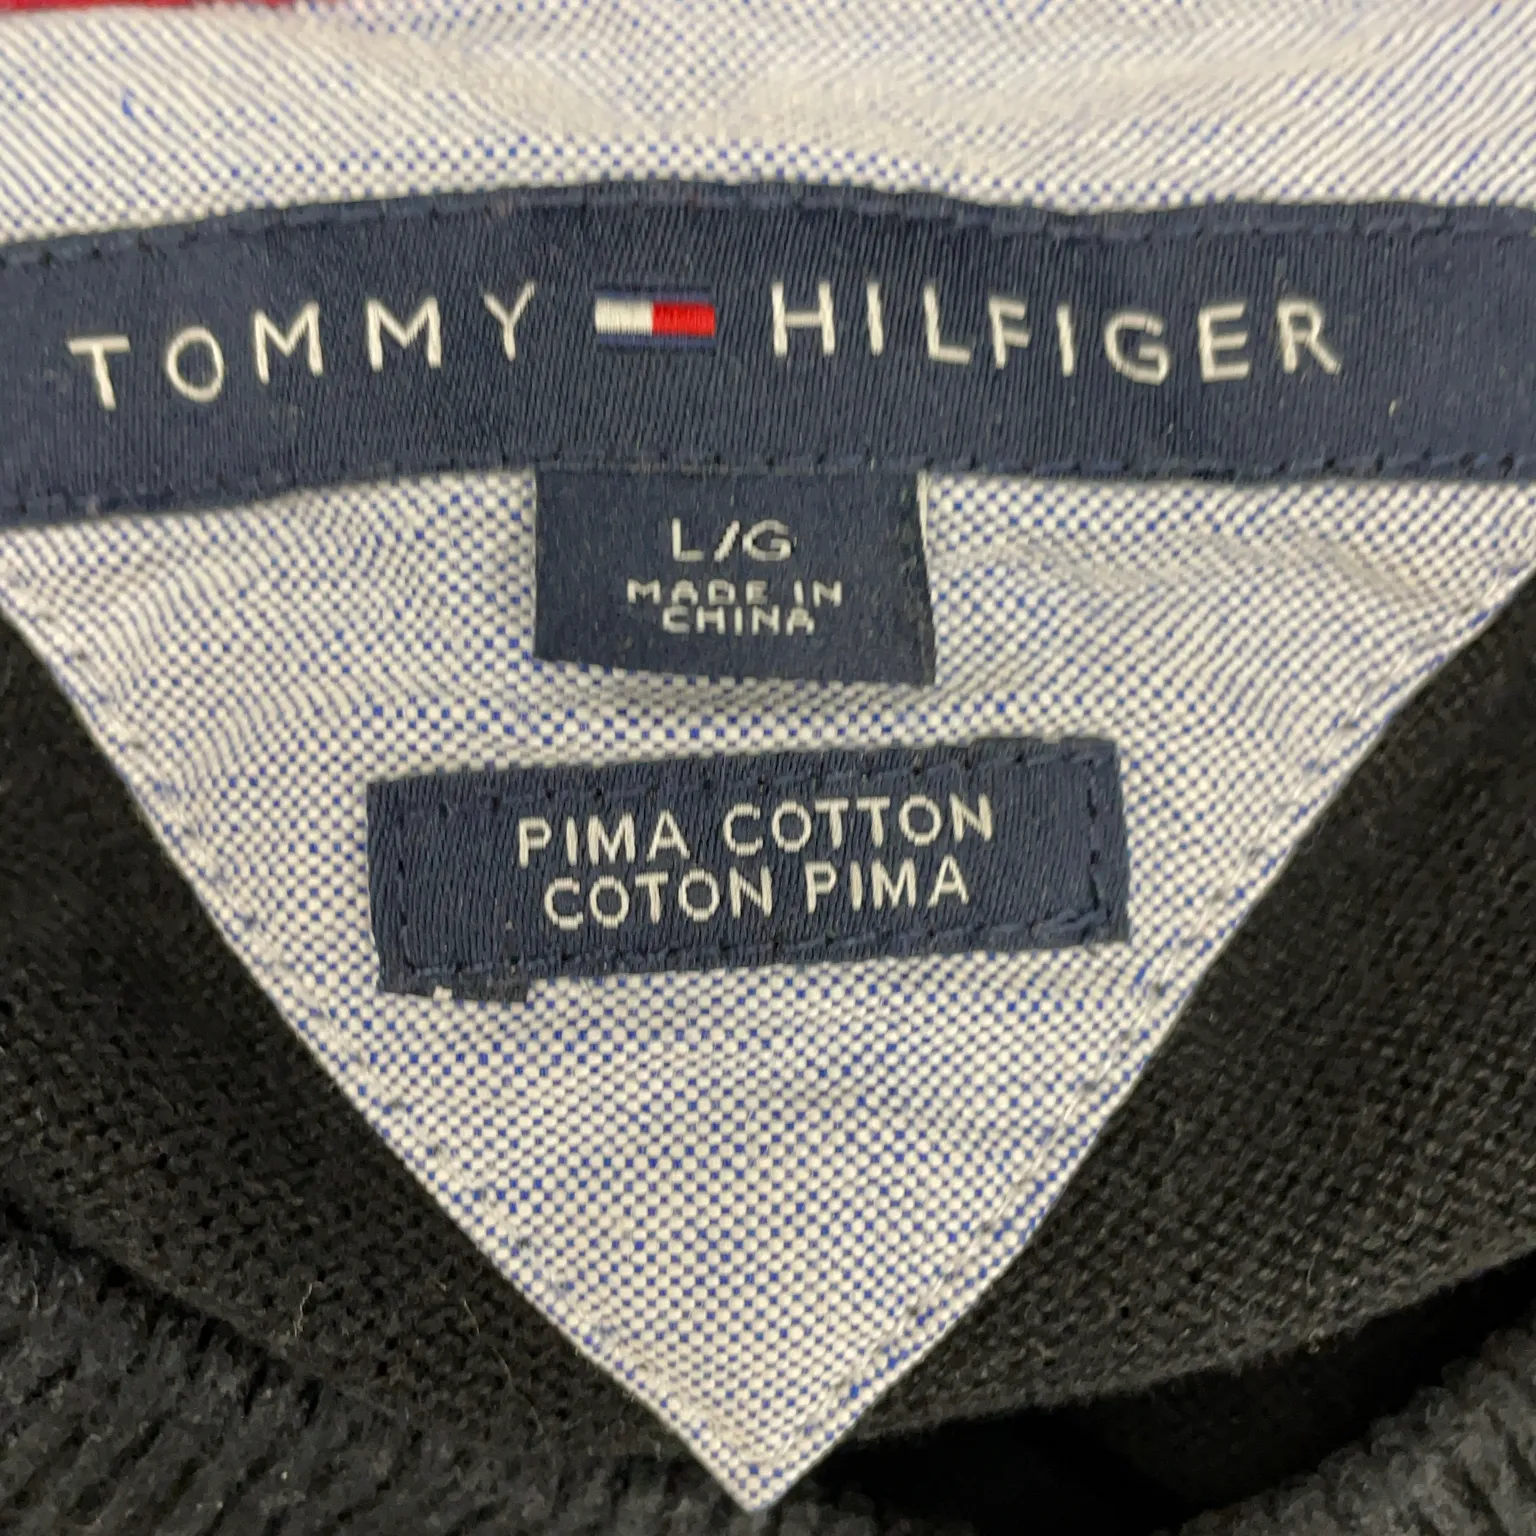 TOMMY HILFIGER
L/G
MADE IN
CHINA
PIMA COTTON
COTON PIMA